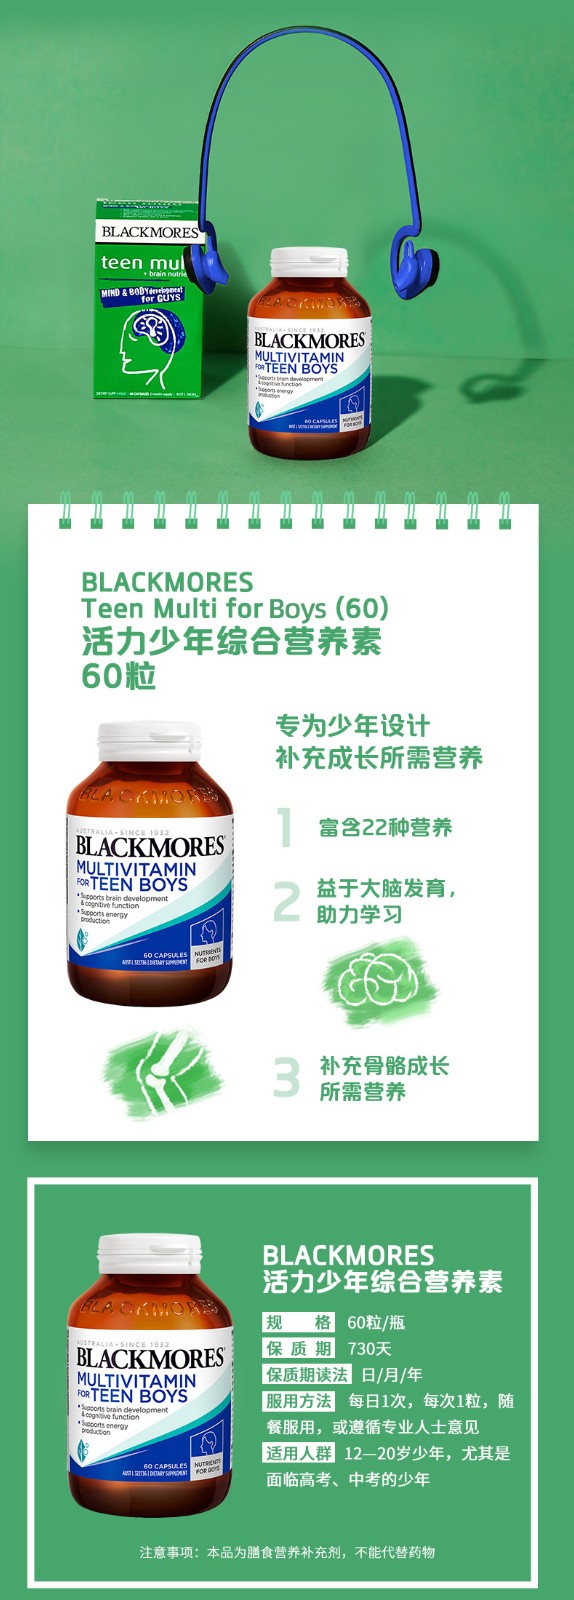 BLACKMORES
teen mul
+ brain nutrie
MIND & BODY development
for GUYS
BLACKMORES
AUSTRALIA • SINCE 1932
BLACKMORES®
MULTIVITAMIN
FOR TEEN BOYS
• Supports brain development
& cognitive function
• Supports energy
production
60 CAPSULES
NUTRIENTS
FOR BOYS
BLACKMORES
Teen Multi for Boys (60)
活力少年综合营养素
60粒
专为少年设计
补充成长所需营养
1 富含22种营养
2 益于大脑发育，
助力学习
3 补充骨骼成长
所需营养
BLACKMORES
AUSTRALIA • SINCE 1932
BLACKMORES®
MULTIVITAMIN
FOR TEEN BOYS
• Supports brain development
& cognitive function
• Supports energy
production
60 CAPSULES
AUST L 321736 | DIETARY SUPPLEMENT
NUTRIENTS
FOR BOYS
BLACKMORES
AUSTRALIA • SINCE 1932
BLACKMORES®
MULTIVITAMIN
FOR TEEN BOYS
• Supports brain development
& cognitive function
• Supports energy
production
60 CAPSULES
AUST L 321736 | DIETARY SUPPLEMENT
NUTRIENTS
FOR BOYS
BLACKMORES
活力少年综合营养素
规 格 60粒/瓶
保 质 期 730天
保质期读法 日/月/年
服用方法 每日1次，每次1粒，随
餐服用，或遵循专业人士意见
适用人群 12—20岁少年，尤其是
面临高考、中考的少年
注意事项：本品为膳食营养补充剂，不能代替药物